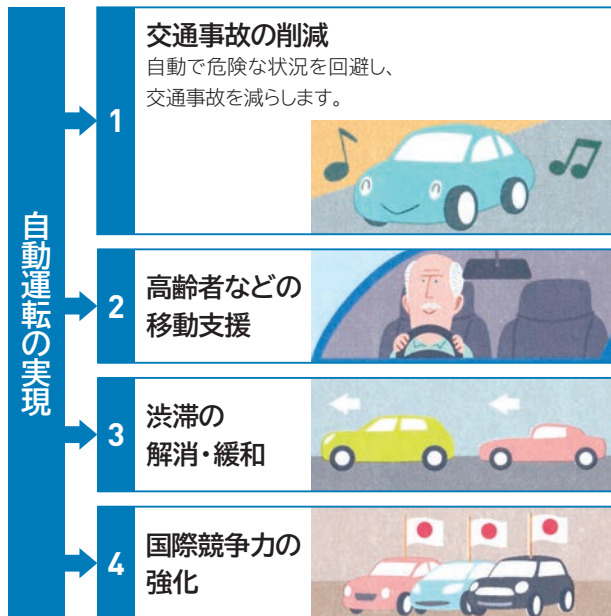 自動運転の実現
1
交通事故の削減
自動で危険な状況を回避し、
交通事故を減らします。
2
高齢者などの
移動支援
3
渋滞の
解消・緩和
4
国際競争力の
強化